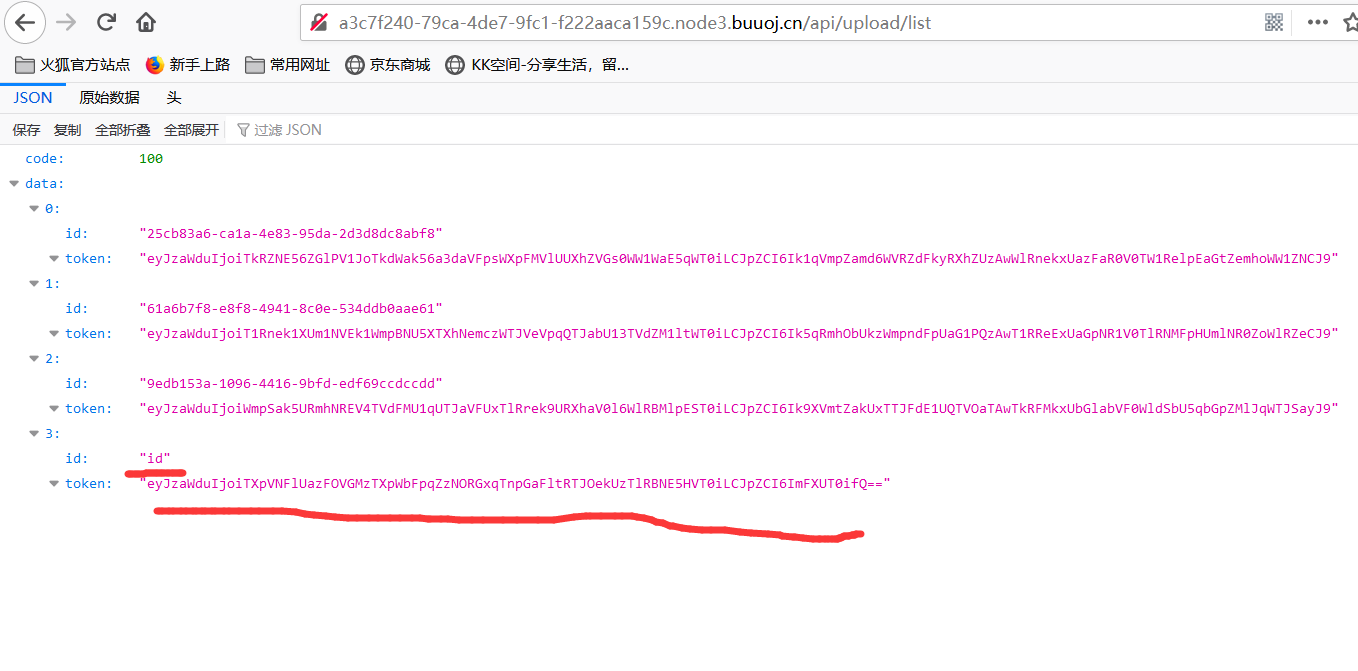 a3c7f240-79ca-4de7-9fc1-f222aaca159c.node3.buuoj.cn/api/upload/list
火狐官方站点 新手上路 常用网址 京东商城 KK空间-分享生活，留...
JSON 原始数据 头
保存 复制 全部折叠 全部展开 过滤 JSON
code: 100
data:
0:
id: "25cb83a6-ca1a-4e83-95da-2d3d8dc8abf8"
token: "eyJzaWduIjoiTkRZNE56ZGlPV1JoTkdWak56a3daVFpsWXpFMVlUUXhZVGs0WW1WaE5qWT0iLCJpZCI6Ik1qVmpZamd6WVRZdFkyRXhZUzAwWlRnekxUazFaR0V0TW1RelpEaGtZemhoWW1ZNCJ9"
1:
id: "61a6b7f8-e8f8-4941-8c0e-534ddb0aae61"
token: "eyJzaWduIjoiT1Rnek1XUm1NVEk1WmpBNU5XTXhNemczWTJVeVpqQTJabU13TVdZM1ltWT0iLCJpZCI6Ik5qRmhObUkzWmpndFpUaG1PQzAwT1RReExUaGpNR1V0TlRNMFpHUmlNR0ZoWlRZeCJ9"
2:
id: "9edb153a-1096-4416-9bfd-edf69ccdccdd"
token: "eyJzaWduIjoiWmpSak5URmhNREV4TVdFMU1qUTJaVFUxTlRrek9URXhaV0l6WlRBMlpEST0iLCJpZCI6Ik9XVmtZakUxTTJFdE1UQTVOaTAwTkRFMkxUbGlabVF0WldSbU5qbGpZMlJqWTJSayJ9"
3:
id: "id"
token: "eyJzaWduIjoiTXpVNFlUazFOVGMzTXpWbFpqZzNORGxqTnpGaFltRTJOekUzTlRBNE5HVT0iLCJpZCI6ImFXUT0ifQ=="